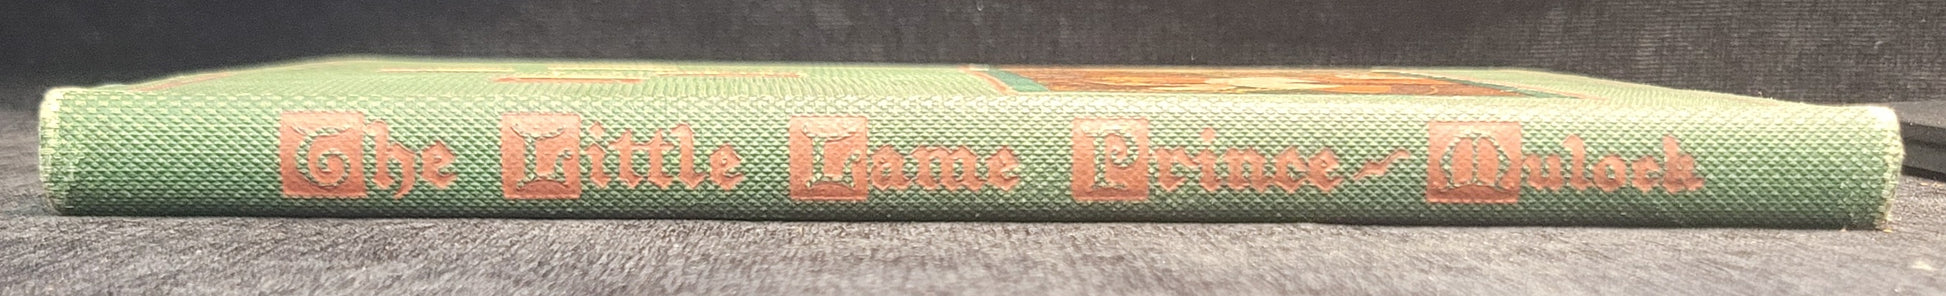 The Little Lame Prince~Mulock